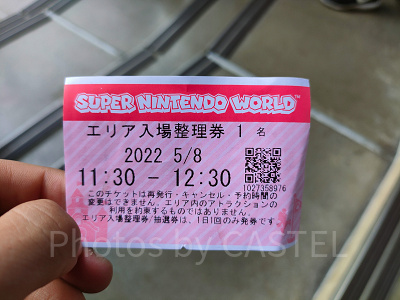 SUPER NINTENDO WORLD™
エリア入場整理券 1 名
2022 5/8
11:30 - 12:30
1027358976
このチケットは再発行・キャンセル・予約時間の
変更はできません。エリア内のアトラクションの
利用を約束するものではありません。
エリア入場整理券/抽選券は、1日1回のみ発券です
Photos by CASTEL